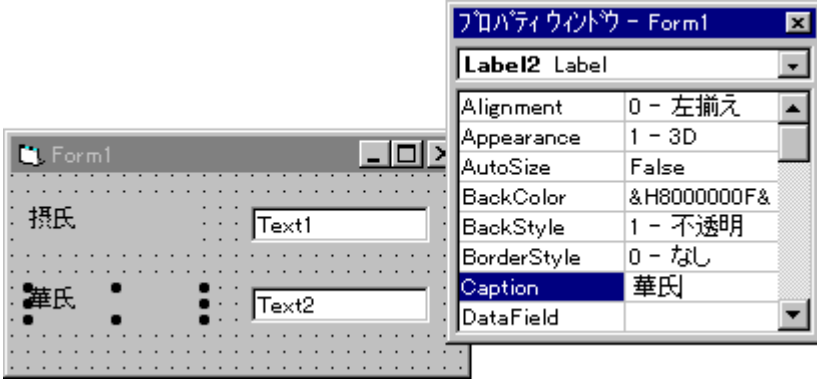 プロパティ ウィンドウ - Form1
Label2 Label
Alignment 0 - 左揃え
Appearance 1 - 3D
AutoSize False
BackColor &H8000000F&
BackStyle 1 - 不透明
BorderStyle 0 - なし
Caption 華氏
DataField
Form1
摂氏 Text1
華氏 Text2